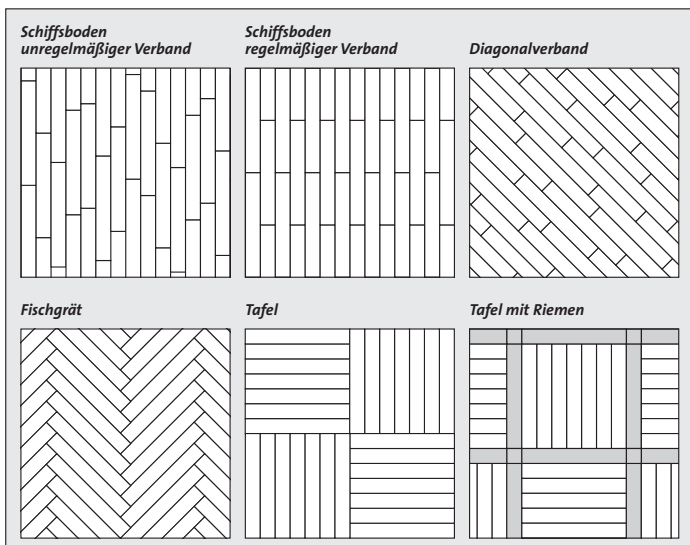 Schiffsboden
unregelmäßiger Verband
Schiffsboden
regelmäßiger Verband
Diagonalverband
Fischgrät
Tafel
Tafel mit Riemen